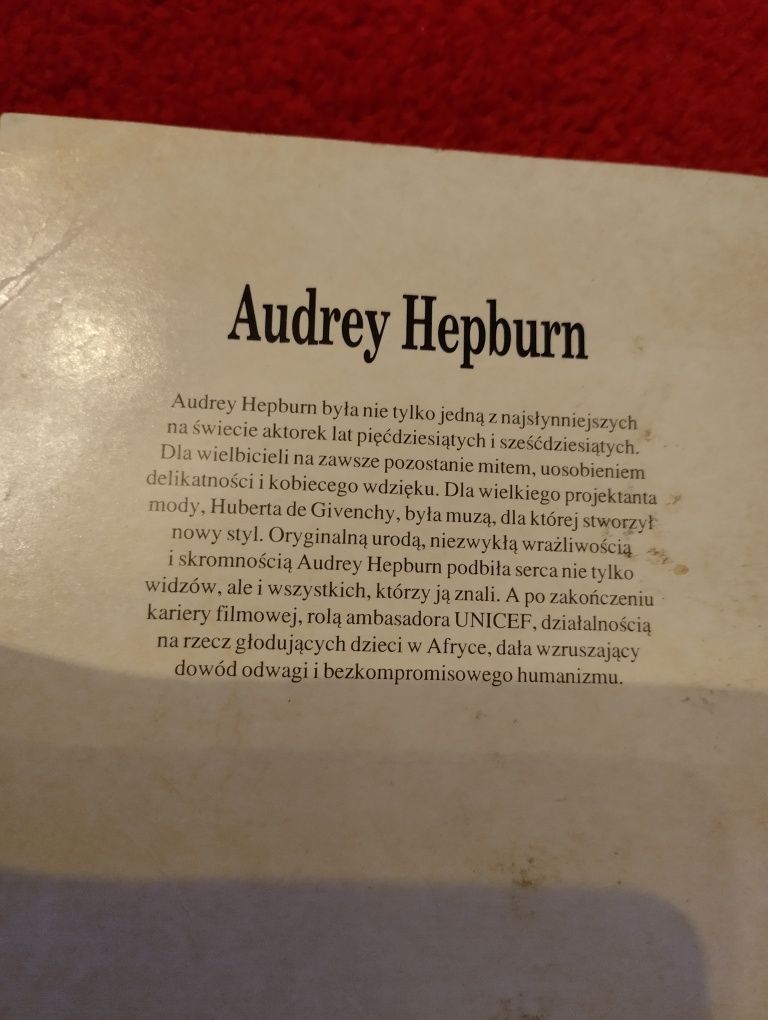 Audrey Hepburn
Audrey Hepburn była nie tylko jedną z najsłynniejszych
na świecie aktorek lat pięćdziesiątych i sześćdziesiątych.
Dla wielbicieli na zawsze pozostanie mitem, uosobieniem
delikatności i kobiecego wdzięku. Dla wielkiego projektanta
mody, Huberta de Givenchy, była muzą, dla której stworzył
nowy styl. Oryginalną urodą, niezwykłą wrażliwością
i skromnością Audrey Hepburn podbiła serca nie tylko
widzów, ale i wszystkich, którzy ją znali. A po zakończeniu
kariery filmowej, rolą ambasadora UNICEF, działalnością
na rzecz głodujących dzieci w Afryce, dała wzruszający
dowód odwagi i bezkompromisowego humanizmu.